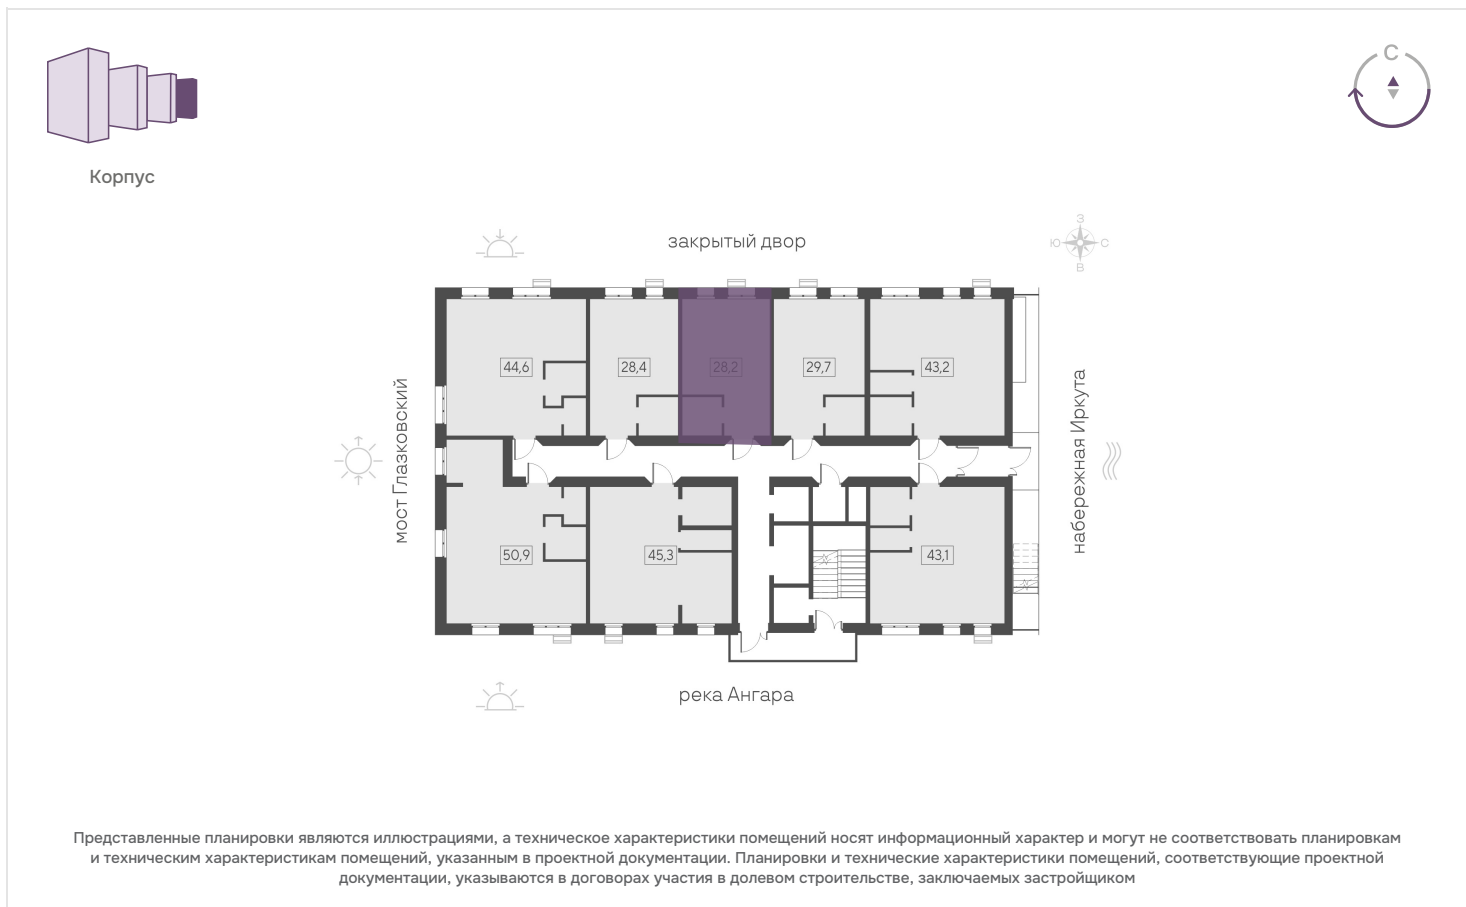 С
Корпус
З
закрытый двор
Ю
С
В
44,6
28,4
28,2
29,7
43,2
мост Глазковский
набережная Иркута
50,9
45,3
43,1
река Ангара
Представленные планировки являются иллюстрациями, а техническое характеристики помещений носят информационный характер и могут не соответствовать планировкам
и техническим характеристикам помещений, указанным в проектной документации. Планировки и технические характеристики помещений, соответствующие проектной
документации, указываются в договорах участия в долевом строительстве, заключаемых застройщиком